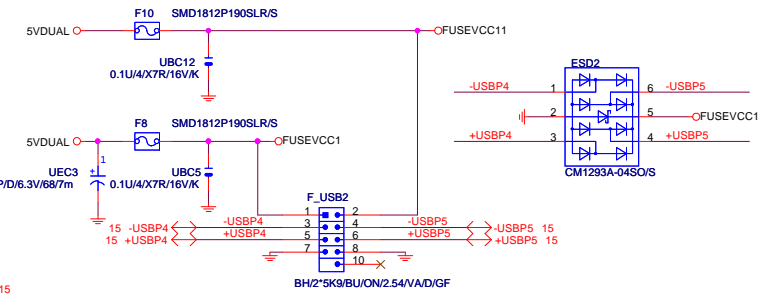 F10 SMD1812P190SLR/S
5VDUAL FUSEVCC11
UBC12
0.1U/4/X7R/16V/K
ESD2
-USBP4 1 6 -USBP5
2 5 FUSEVCC1
+USBP4 3 4 +USBP5
CM1293A-04SO/S
F8 SMD1812P190SLR/S
5VDUAL FUSEVCC1
1
+
UEC3 UBC5
P/D/6.3V/68/7m 0.1U/4/X7R/16V/K
F_USB2
1 2
15 -USBP4 -USBP4 3 4 -USBP5 -USBP5 15
15 +USBP4 +USBP4 5 6 +USBP5 +USBP5 15
7 8
10
BH/2*5K9/BU/ON/2.54/VA/D/GF
15